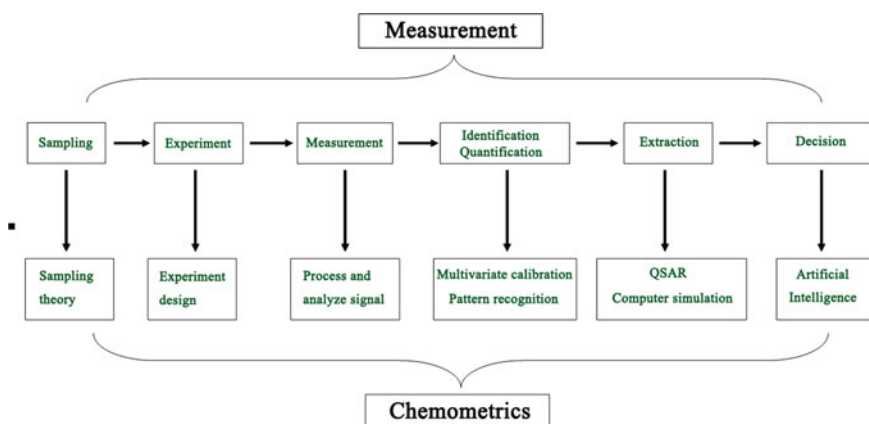 Measurement
Sampling
Experiment
Measurement
Identification
Quantification
Extraction
Decision
Sampling
theory
Experiment
design
Process and
analyze signal
Multivariate calibration
Pattern recognition
QSAR
Computer simulation
Artificial
Intelligence
Chemometrics